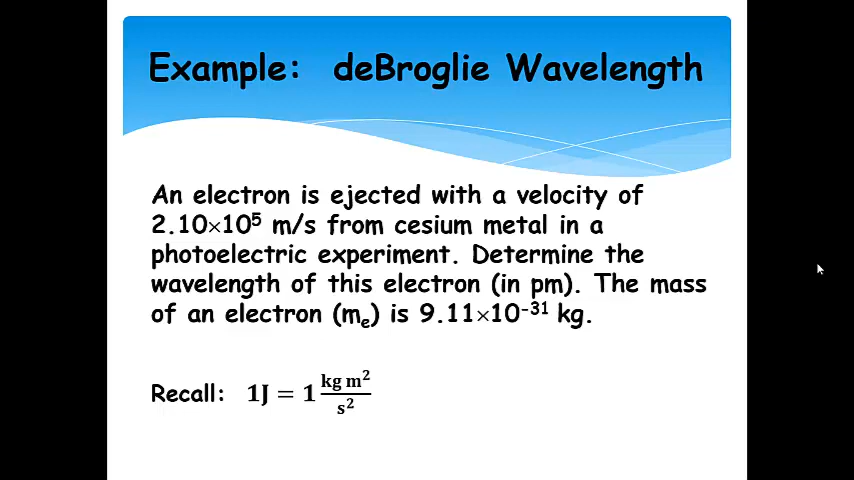 Example: deBroglie Wavelength
An electron is ejected with a velocity of
2.10×10⁵ m/s from cesium metal in a
photoelectric experiment. Determine the
wavelength of this electron (in pm). The mass
of an electron (mₑ) is 9.11×10⁻³¹ kg.
Recall: 1J = 1 kg m²/s²